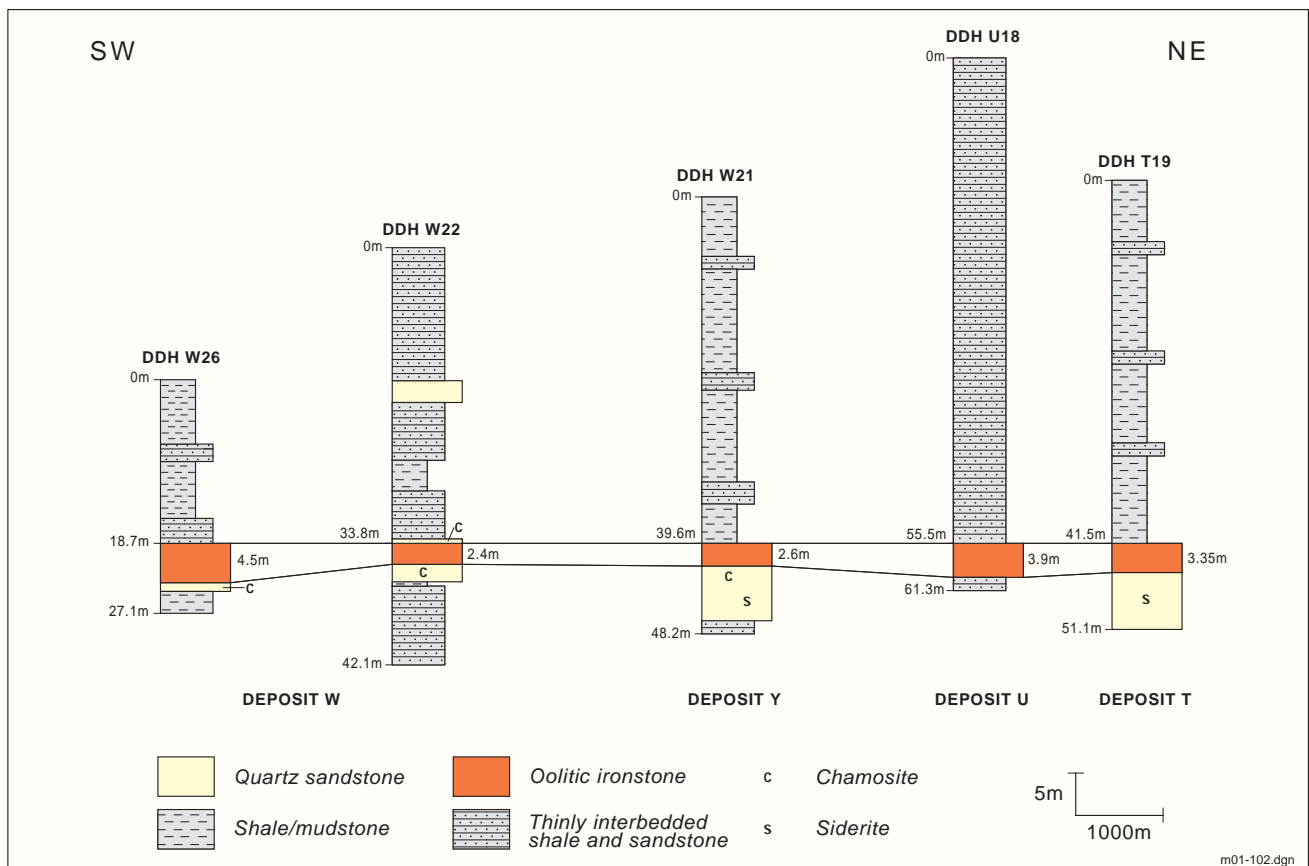 SW
NE
DDH U18
0m
DDH T19
0m
DDH W21
0m
DDH W22
0m
DDH W26
0m
C
18.7m
33.8m
39.6m
55.5m
41.5m
4.5m
2.4m
2.6m
3.9m
3.35m
C
C
C
S
S
27.1m
42.1m
48.2m
61.3m
51.1m
DEPOSIT W
DEPOSIT Y
DEPOSIT U
DEPOSIT T
Quartz sandstone
Oolitic ironstone
C Chamosite
Shale/mudstone
Thinly interbedded
shale and sandstone
S Siderite
5m
1000m
m01-102.dgn